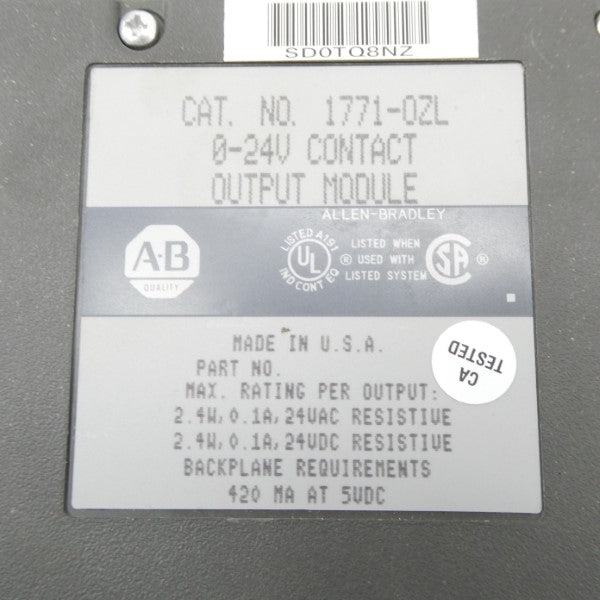 SD0TQ8NZ
CAT. NO. 1771-OZL
0-24V CONTACT
OUTPUT MODULE
ALLEN-BRADLEY
A-B
QUALITY
LISTED A191
UL
IND CONT EQ
®
LISTED WHEN
USED WITH
LISTED SYSTEM
SA
®
MADE IN U.S.A.
PART NO.
MAX. RATING PER OUTPUT:
2.4W, 0.1A, 24VAC RESISTIVE
2.4W, 0.1A, 24VDC RESISTIVE
BACKPLANE REQUIREMENTS
420 MA AT 5VDC
CA
TESTED